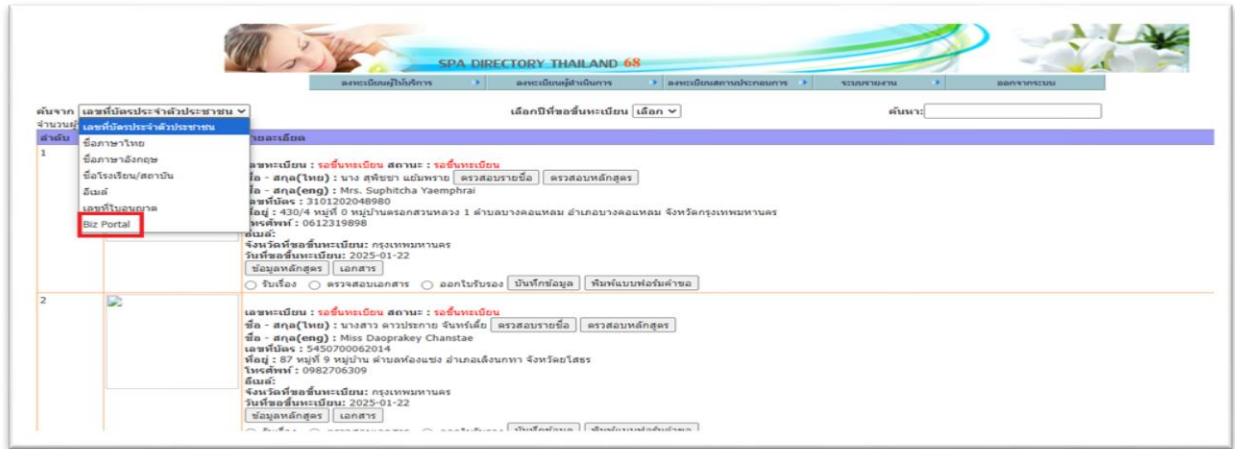 SPA DIRECTORY THAILAND 68
ลงทะเบียนผู้ให้บริการ ลงทะเบียนผู้ดำเนินการ ลงทะเบียนสถานประกอบการ ระบบรายงาน ออกจากระบบ
ค้นจาก เลขที่บัตรประจำตัวประชาชน เลือกปีที่ขอขึ้นทะเบียน เลือก ค้นหา:
เลขที่บัตรประจำตัวประชาชน
ชื่อภาษาไทย
ชื่อภาษาอังกฤษ
ชื่อโรงเรียน/สถาบัน
อีเมล์
เลขที่ใบอนุญาต
Biz Portal
ลำดับ รายละเอียด
1
เลขทะเบียน : รอขึ้นทะเบียน สถานะ : รอขึ้นทะเบียน
ชื่อ - สกุล(ไทย) : นาง สุพิชชา แย้มพราย ตรวสอบรายชื่อ ตรวสอบหลักสูตร
ชื่อ - สกุล(eng) : Mrs. Suphitcha Yaemphrai
เลขที่บัตร : 3101202048980
ที่อยู่ : 430/4 หมู่ที่ 0 หมู่บ้านตรอกสวนหลวง 1 ตำบลบางคอแหลม อำเภอบางคอแหลม จังหวัดกรุงเทพมหานคร
โทรศัพท์ : 0612319898
อีเมล์:
จังหวัดที่ขอขึ้นทะเบียน: กรุงเทพมหานคร
วันที่ขอขึ้นทะเบียน: 2025-01-22
ข้อมูลหลักสูตร เอกสาร
รับเรื่อง ตรวจสอบเอกสาร ออกใบรับรอง บันทึกข้อมูล พิมพ์แบบฟอร์มคำขอ
2
เลขทะเบียน : รอขึ้นทะเบียน สถานะ : รอขึ้นทะเบียน
ชื่อ - สกุล(ไทย) : นางสาว ดาวประกาย จันทร์เตี้ย ตรวสอบรายชื่อ ตรวสอบหลักสูตร
ชื่อ - สกุล(eng) : Miss Daoprakey Chanstae
เลขที่บัตร : 5450700062014
ที่อยู่ : 87 หมู่ที่ 9 หมู่บ้าน ตำบลห้องแซง อำเภอเลิงนกทา จังหวัดยโสธร
โทรศัพท์ : 0982706309
อีเมล์:
จังหวัดที่ขอขึ้นทะเบียน: กรุงเทพมหานคร
วันที่ขอขึ้นทะเบียน: 2025-01-22
ข้อมูลหลักสูตร เอกสาร